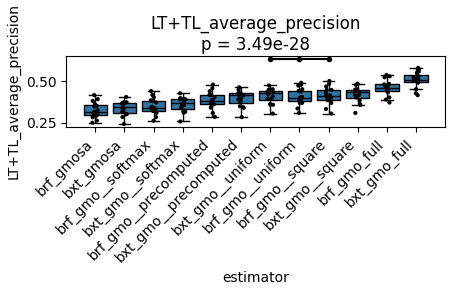 LT+TL_average_precision
p = 3.49e-28
LT+TL_average_precision
0.50
0.25
brf_gmosa
bxt_gmosa
brf_gmo__softmax
bxt_gmo__softmax
brf_gmo__precomputed
bxt_gmo__precomputed
bxt_gmo__uniform
brf_gmo__uniform
brf_gmo__square
bxt_gmo__square
brf_gmo_full
bxt_gmo_full
estimator